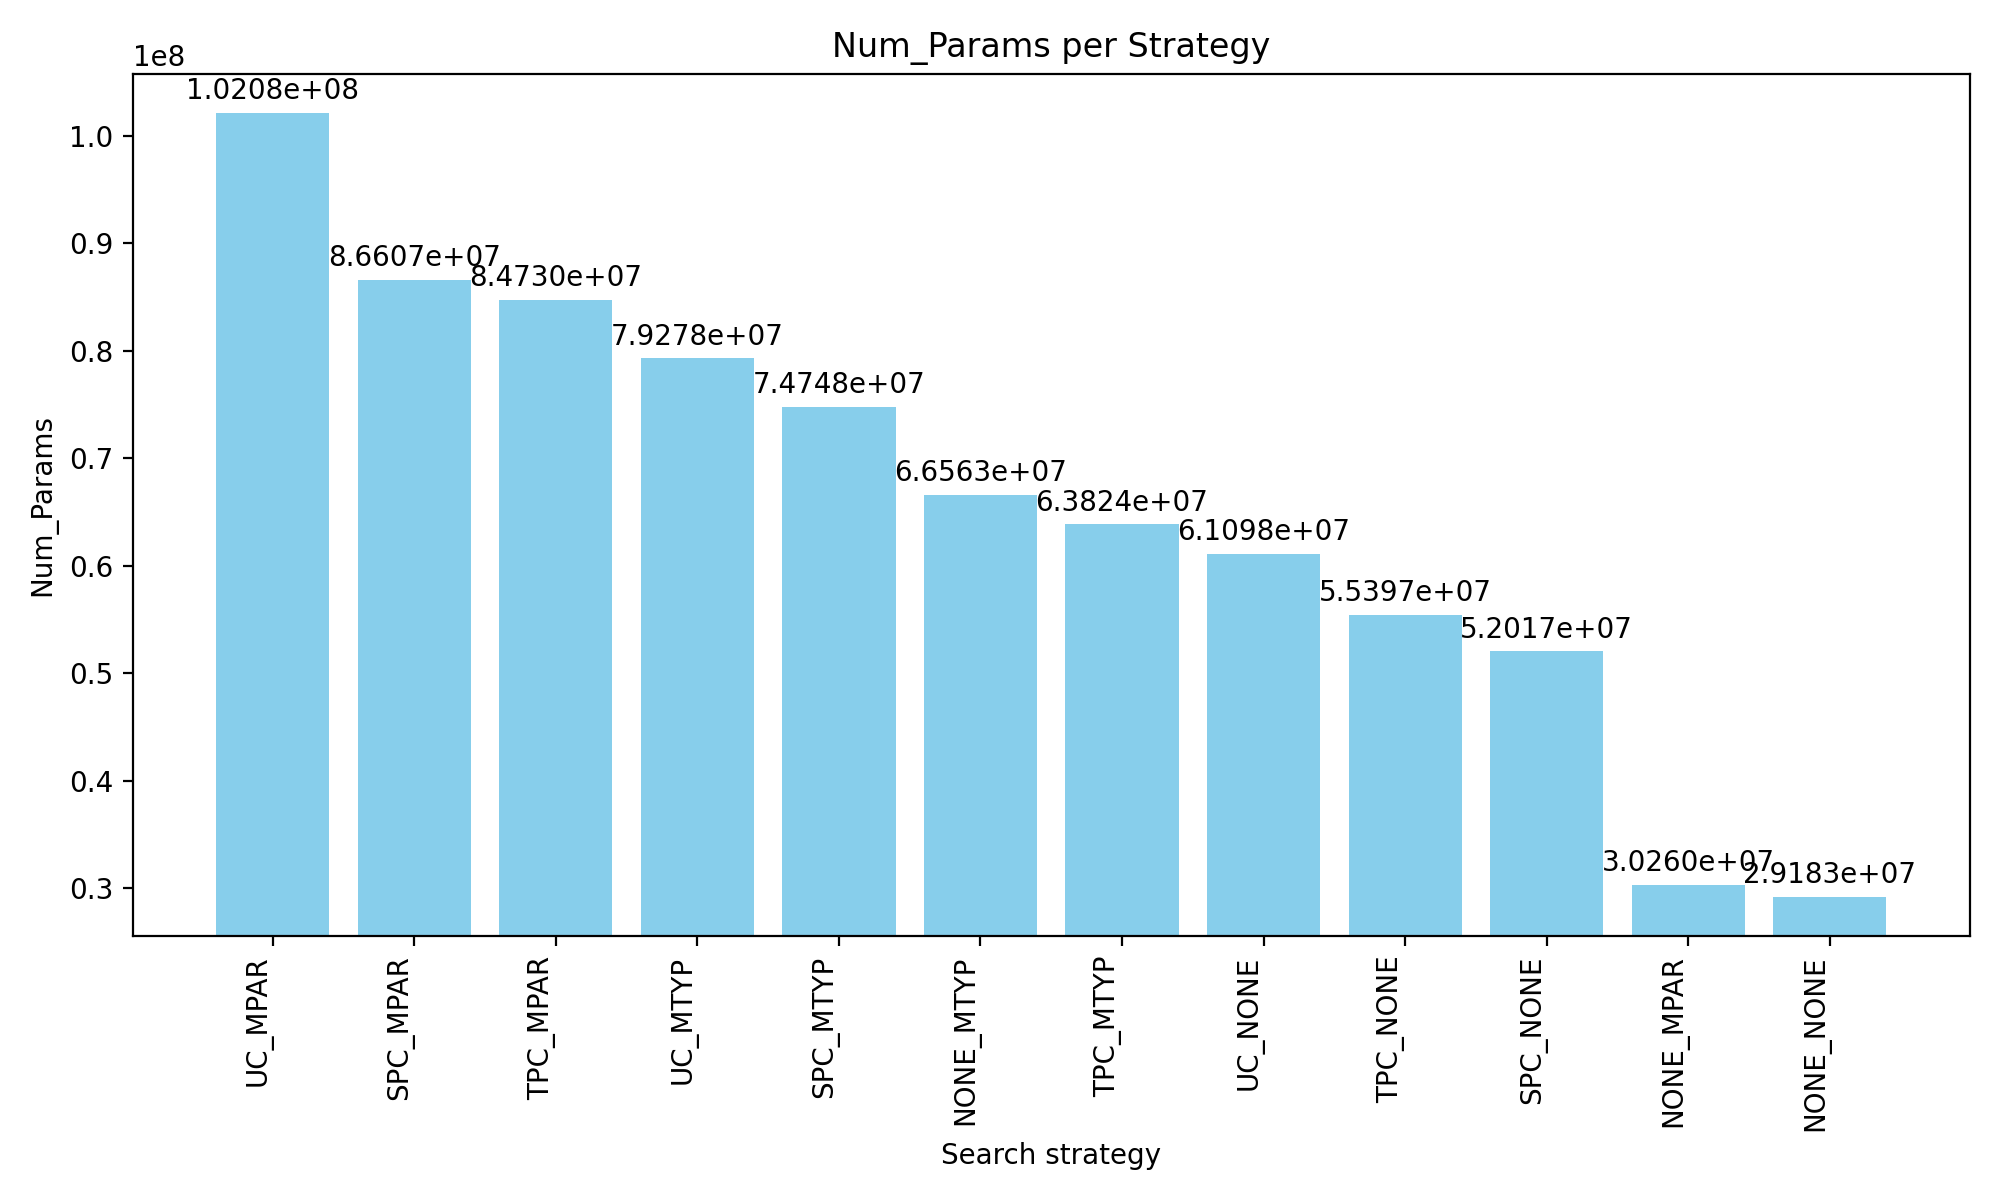 Num_Params per Strategy
1e8
1.0208e+08
8.6607e+07
8.4730e+07
7.9278e+07
7.4748e+07
6.6563e+07
6.3824e+07
6.1098e+07
5.5397e+07
5.2017e+07
3.0260e+07
2.9183e+07
1.0
0.9
0.8
0.7
0.6
0.5
0.4
0.3
Num_Params
UC_MPAR
SPC_MPAR
TPC_MPAR
UC_MTYP
SPC_MTYP
NONE_MTYP
TPC_MTYP
UC_NONE
TPC_NONE
SPC_NONE
NONE_MPAR
NONE_NONE
Search strategy